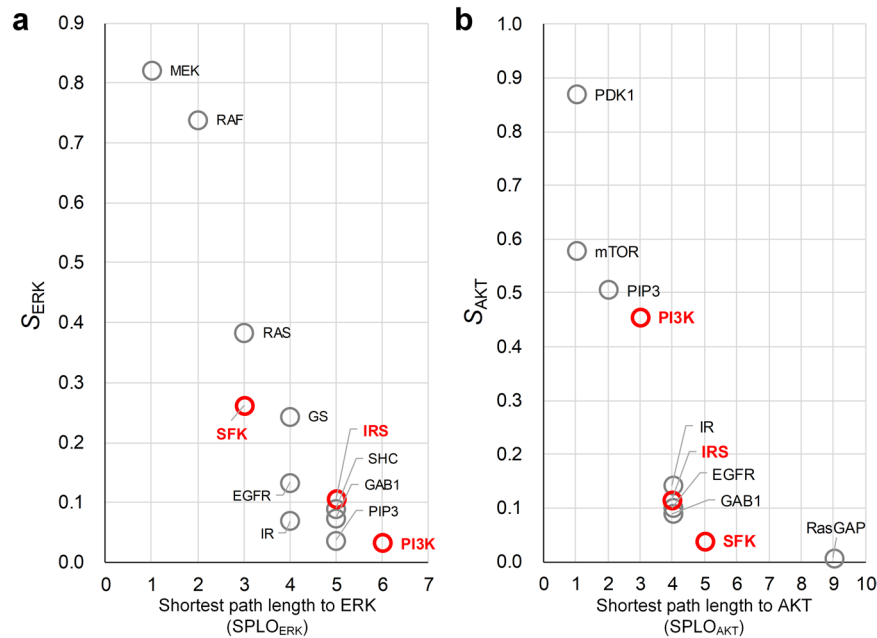 a
0.9
0.8
0.7
0.6
0.5
0.4
0.3
0.2
0.1
0.0
S_ERK
MEK
RAF
RAS
SFK
GS
IRS
SHC
EGFR
GAB1
PIP3
IR
PI3K
0 1 2 3 4 5 6 7
Shortest path length to ERK
(SPLO_ERK)
b
1.0
0.9
0.8
0.7
0.6
0.5
0.4
0.3
0.2
0.1
0.0
S_AKT
PDK1
mTOR
PIP3
PI3K
IR
IRS
EGFR
GAB1
SFK
RasGAP
0 1 2 3 4 5 6 7 8 9 10
Shortest path length to AKT
(SPLO_AKT)